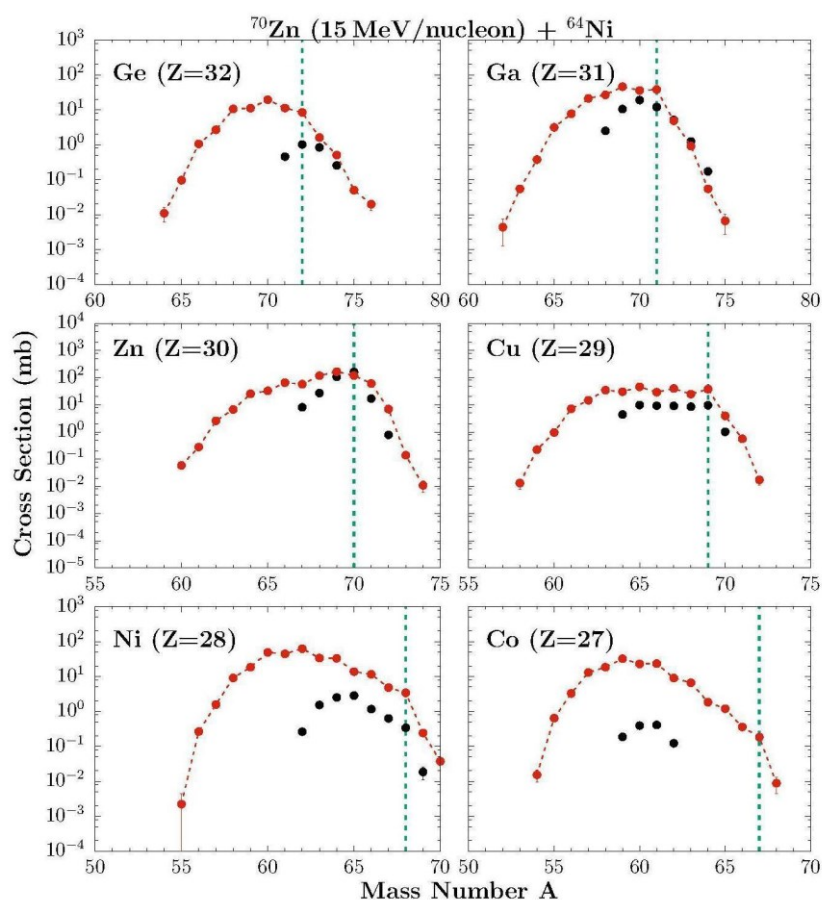 ⁷⁰Zn (15 MeV/nucleon) + ⁶⁴Ni
Cross Section (mb)
Ge (Z=32)
10³
10²
10¹
10⁰
10⁻¹
10⁻²
10⁻³
10⁻⁴
60 65 70 75 80
Ga (Z=31)
60 65 70 75 80
Zn (Z=30)
10⁴
10³
10²
10¹
10⁰
10⁻¹
10⁻²
10⁻³
10⁻⁴
10⁻⁵
55 60 65 70 75
Cu (Z=29)
55 60 65 70 75
Ni (Z=28)
10³
10²
10¹
10⁰
10⁻¹
10⁻²
10⁻³
10⁻⁴
50 55 60 65 70
Co (Z=27)
50 55 60 65 70
Mass Number A